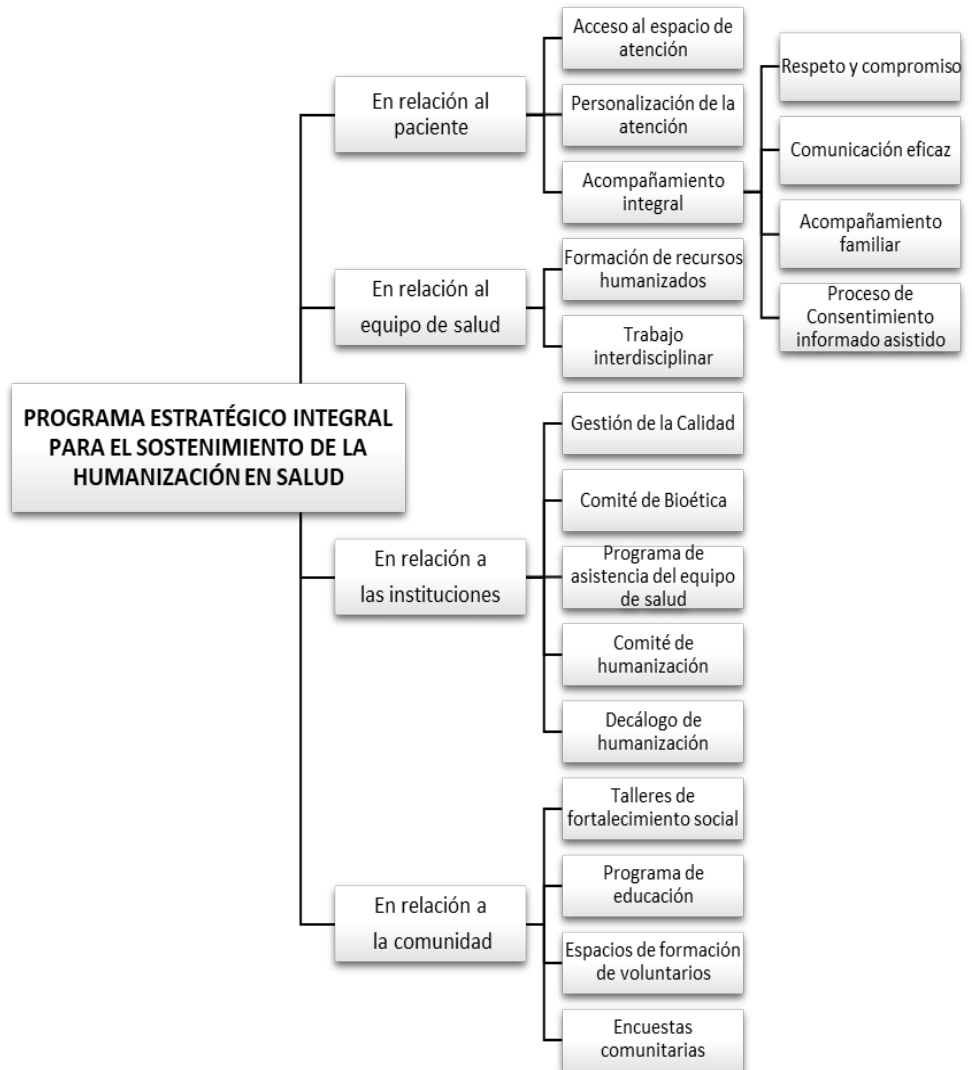 PROGRAMA ESTRATÉGICO INTEGRAL
PARA EL SOSTENIMIENTO DE LA
HUMANIZACIÓN EN SALUD
En relación al
paciente
Acceso al espacio de
atención
Personalización de la
atención
Acompañamiento
integral
Respeto y compromiso
Comunicación eficaz
Acompañamiento
familiar
Proceso de
Consentimiento
informado asistido
En relación al
equipo de salud
Formación de recursos
humanizados
Trabajo
interdisciplinar
En relación a
las instituciones
Gestión de la Calidad
Comité de Bioética
Programa de
asistencia del equipo
de salud
Comité de
humanización
Decálogo de
humanización
En relación a
la comunidad
Talleres de
fortalecimiento social
Programa de
educación
Espacios de formación
de voluntarios
Encuestas
comunitarias